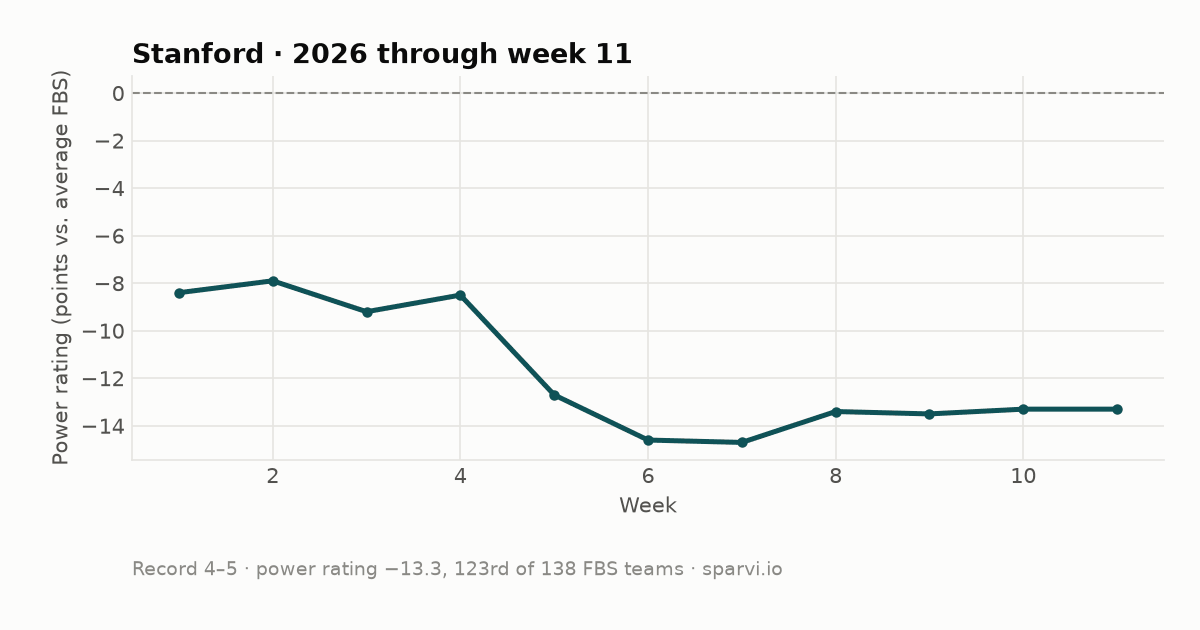 Stanford · 2026 through week 11
Power rating (points vs. average FBS)
0
−2
−4
−6
−8
−10
−12
−14
2 4 6 8 10
Week
Record 4–5 · power rating −13.3, 123rd of 138 FBS teams · sparvi.io